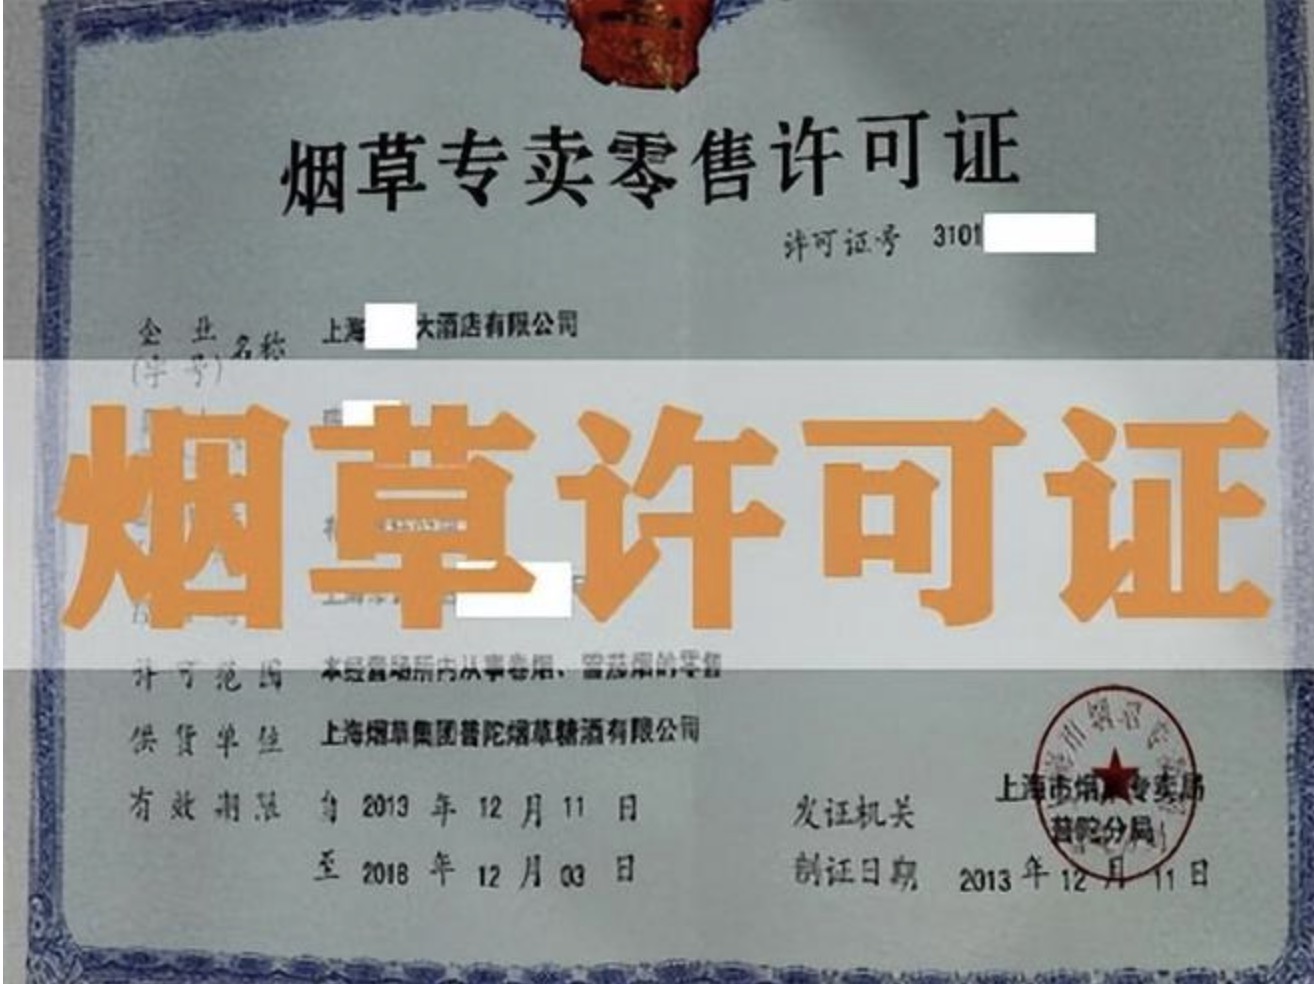 烟草专卖零售许可证
许可证号 3101
企业(字号)名称 上海 大酒店有限公司
烟草许可证
许可范围 本经营场所内从事卷烟、雪茄烟的零售
供货单位 上海烟草集团普陀烟草糖酒有限公司
有效期限 自 2013 年 12 月 11 日
至 2018 年 12 月 03 日
发证机关 上海市烟草专卖局
普陀分局
制证日期 2013 年 12 月 11 日